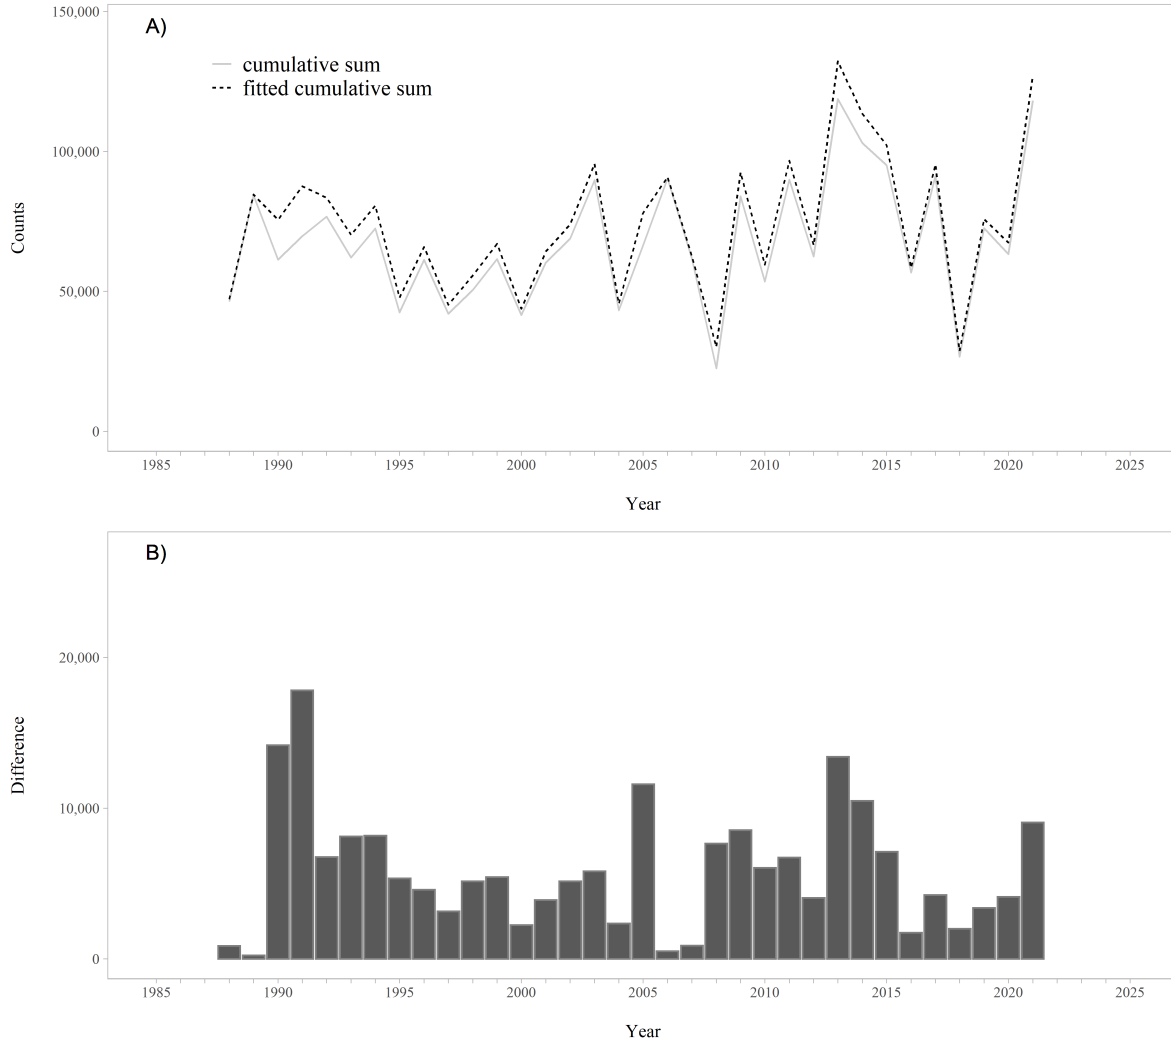 A)
cumulative sum
fitted cumulative sum
150,000
100,000
50,000
0
Counts
1985 1990 1995 2000 2005 2010 2015 2020 2025
Year
B)
20,000
10,000
0
Difference
1985 1990 1995 2000 2005 2010 2015 2020 2025
Year